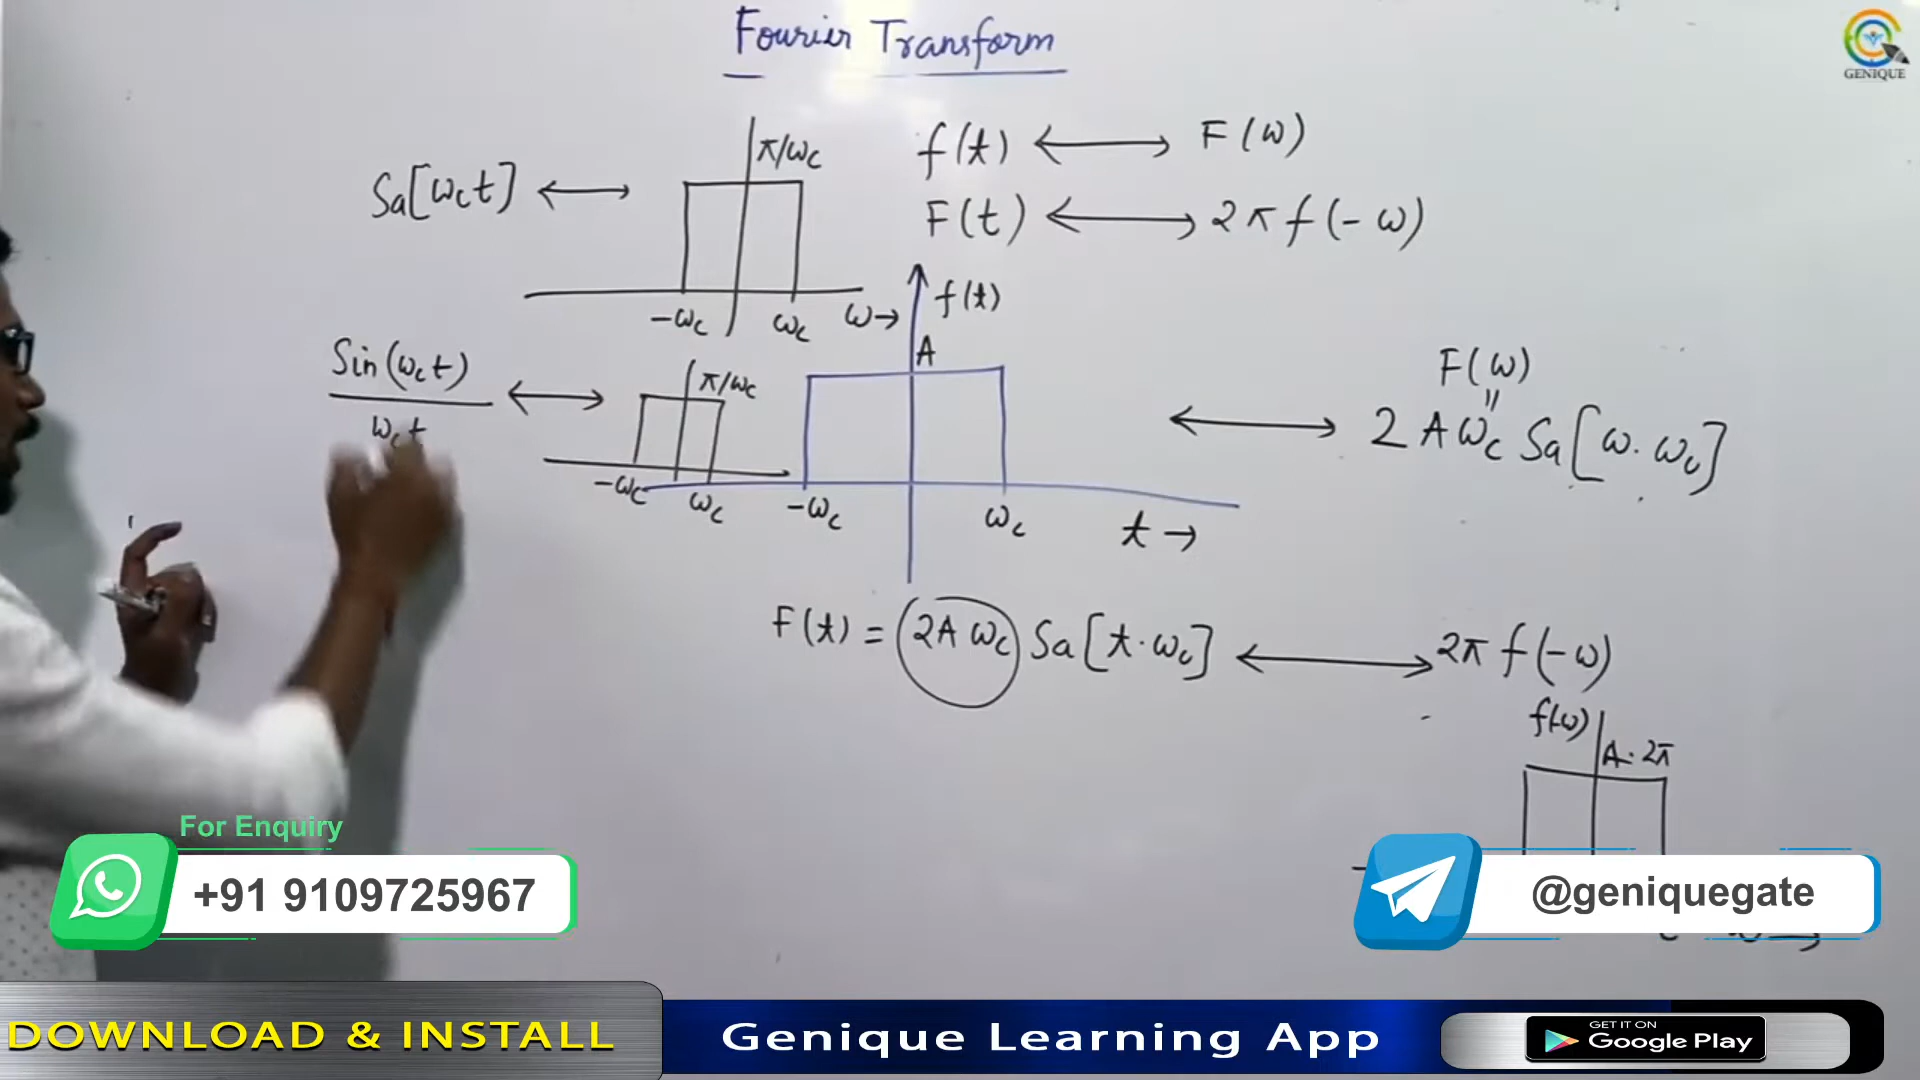 Fourier Transform
GENIQUE
f(t) ⟷ F(ω)
F(t) ⟷ 2π f(-ω)
Sa[ωct] ⟷
π/ωc
-ωc ωc ω→
f(t)
A
-ωc ωc t →
Sin(ωct)
ωct
⟷
π/ωc
-ωc ωc
F(ω)
"
⟷ 2Aωc Sa[ω.ωc]
F(t) = 2Aωc Sa[t.ωc] ⟷ 2π f(-ω)
f(-ω)
A.2π
For Enquiry
+91 9109725967
@geniquegate
DOWNLOAD & INSTALL
Genique Learning App
GET IT ON
Google Play